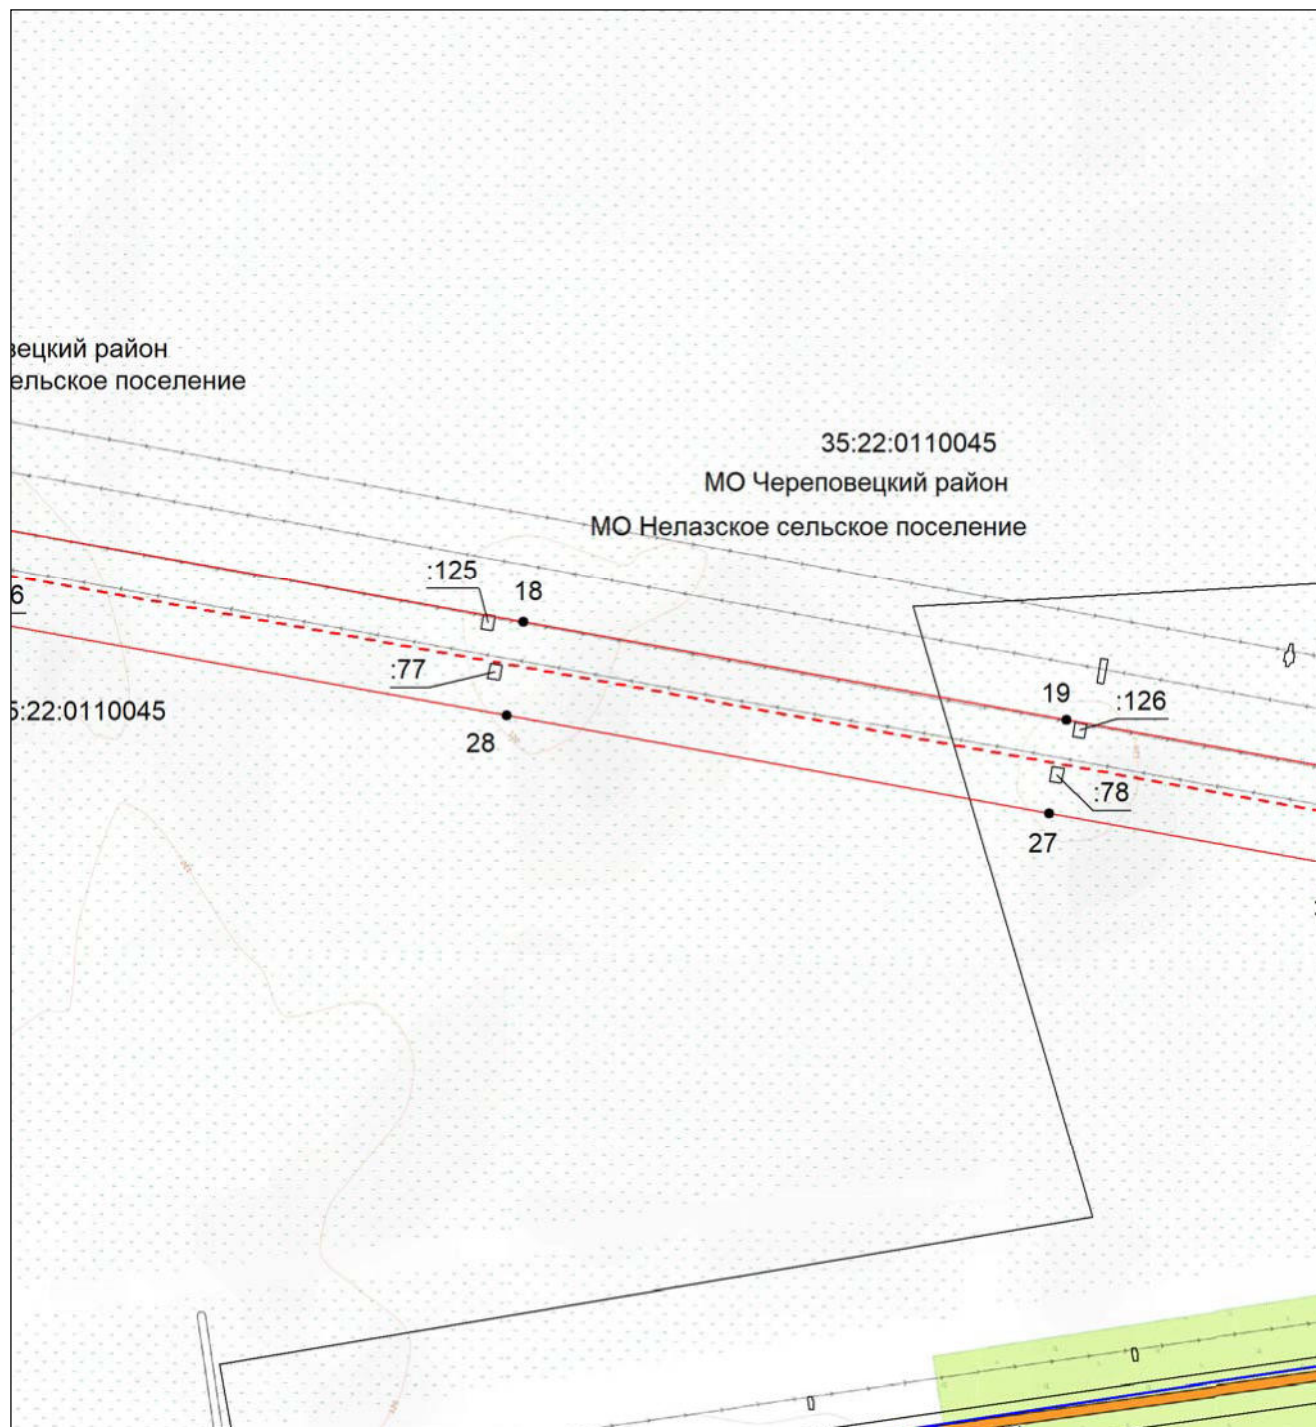 вецкий район
ельское поселение
35:22:0110045
МО Череповецкий район
МО Нелазское сельское поселение
:125
18
6
:77
19
:126
5:22:0110045
28
:78
27